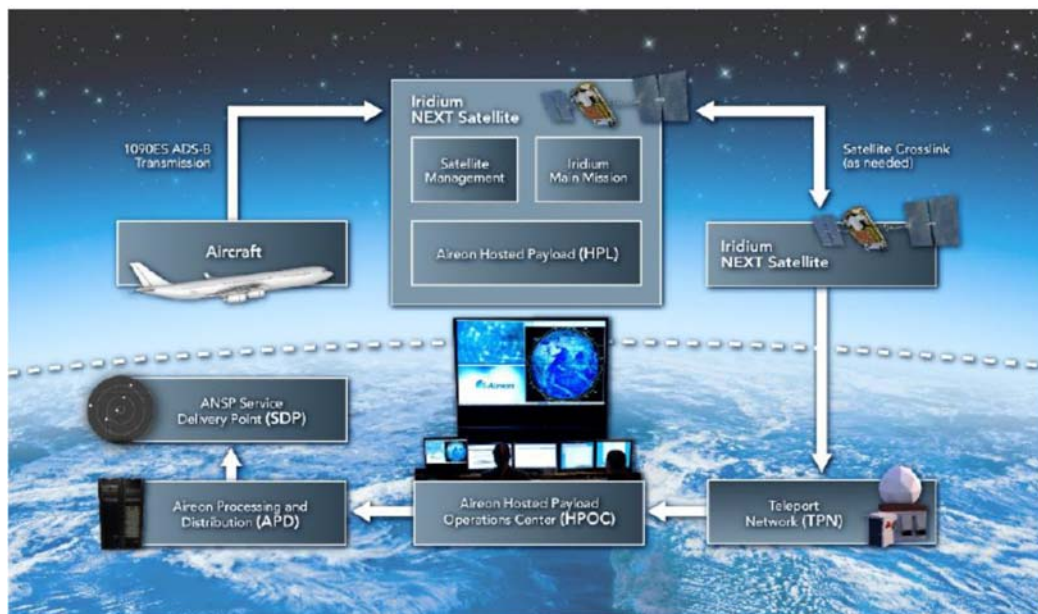 Iridium
NEXT Satellite
1090ES ADS-B
Transmission
Satellite
Management
Iridium
Main Mission
Satellite Crosslink
(as needed)
Aircraft
Aireon Hosted Payload (HPL)
Iridium
NEXT Satellite
Aireon
ANSP Service
Delivery Point (SDP)
Aireon Processing and
Distribution (APD)
Aireon Hosted Payload
Operations Center (HPOC)
Teleport
Network (TPN)